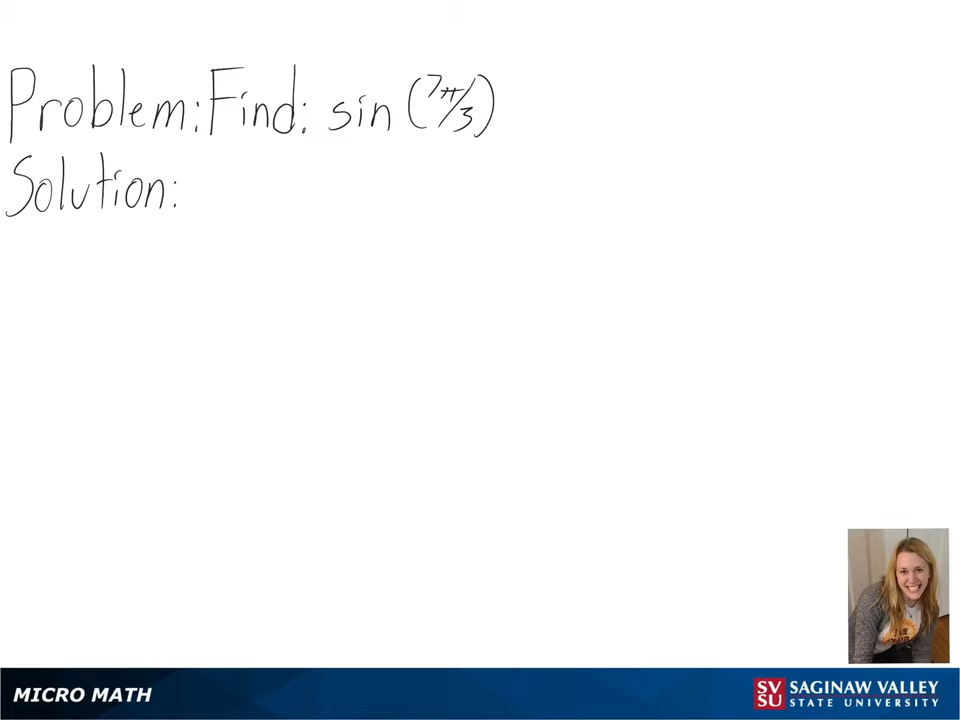 Problem: Find: sin (7π/3)
Solution:
MICRO MATH
SV
SU
SAGINAW VALLEY
STATE UNIVERSITY